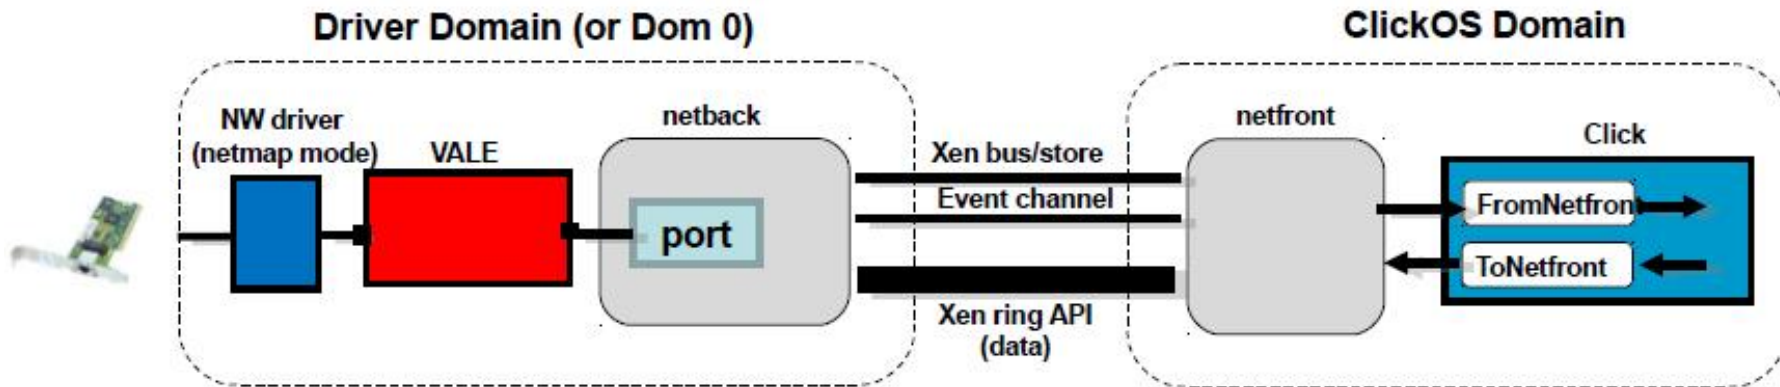 Driver Domain (or Dom 0)
ClickOS Domain
NW driver
(netmap mode)
VALE
netback
port
Xen bus/store
Event channel
Xen ring API
(data)
netfront
Click
FromNetfront
ToNetfront